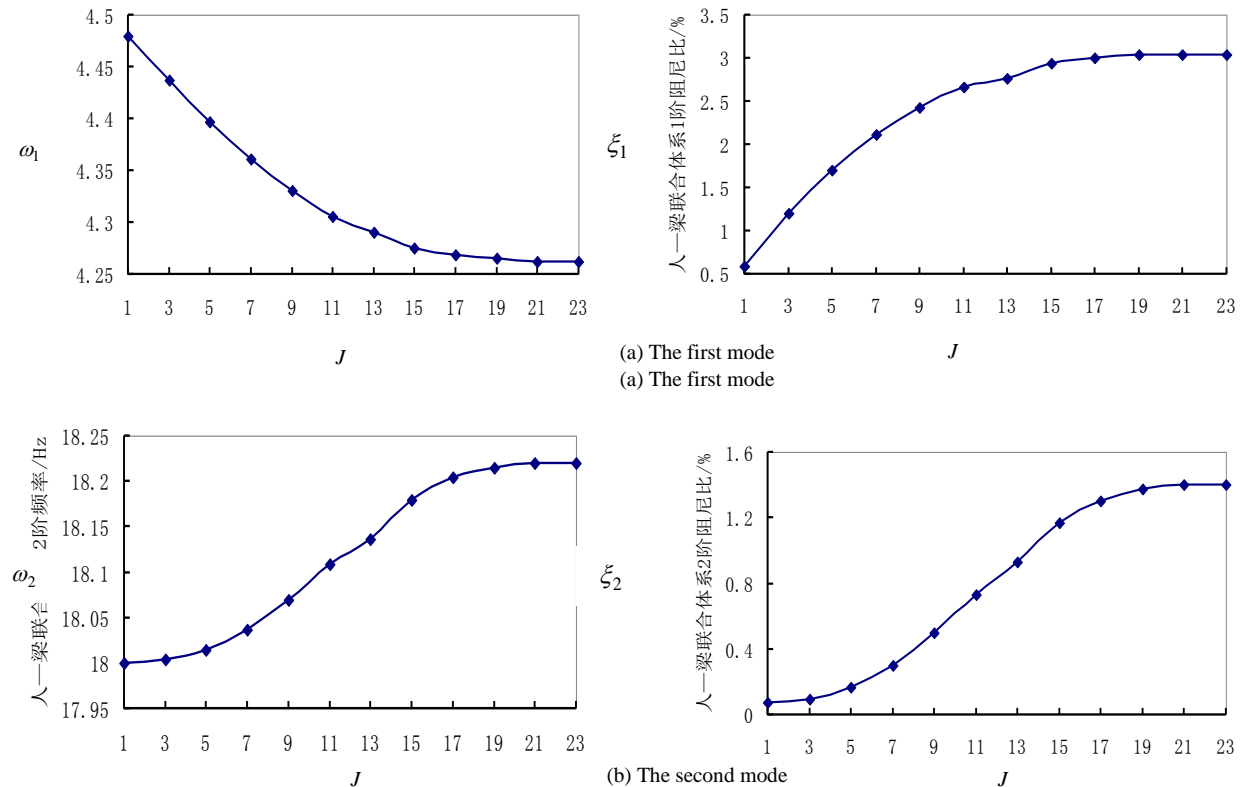 4.5
4.45
4.4
4.35
4.3
4.25
ω1
1 3 5 7 9 11 13 15 17 19 21 23
J
3.5
3
2.5
2
1.5
1
0.5
人—梁联合体系1阶阻尼比/%
ξ1
1 3 5 7 9 11 13 15 17 19 21 23
J
(a) The first mode
(a) The first mode
18.25
18.2
18.15
18.1
18.05
18
17.95
人—梁联合 2阶频率/Hz
ω2
1 3 5 7 9 11 13 15 17 19 21 23
J
1.6
1.2
0.8
0.4
0
人—梁联合体系2阶阻尼比/%
ξ2
1 3 5 7 9 11 13 15 17 19 21 23
J
(b) The second mode